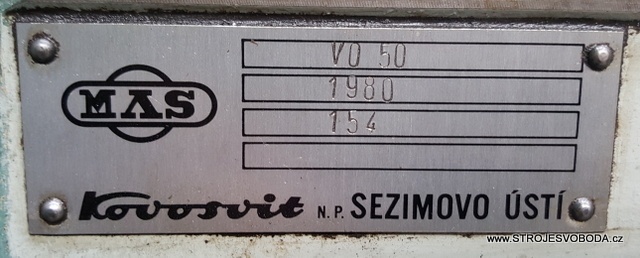 VO 50
1980
154
MAS
Kovosvit N.P. SEZIMOVO ÚSTÍ
www.STROJESVOBODA.cz